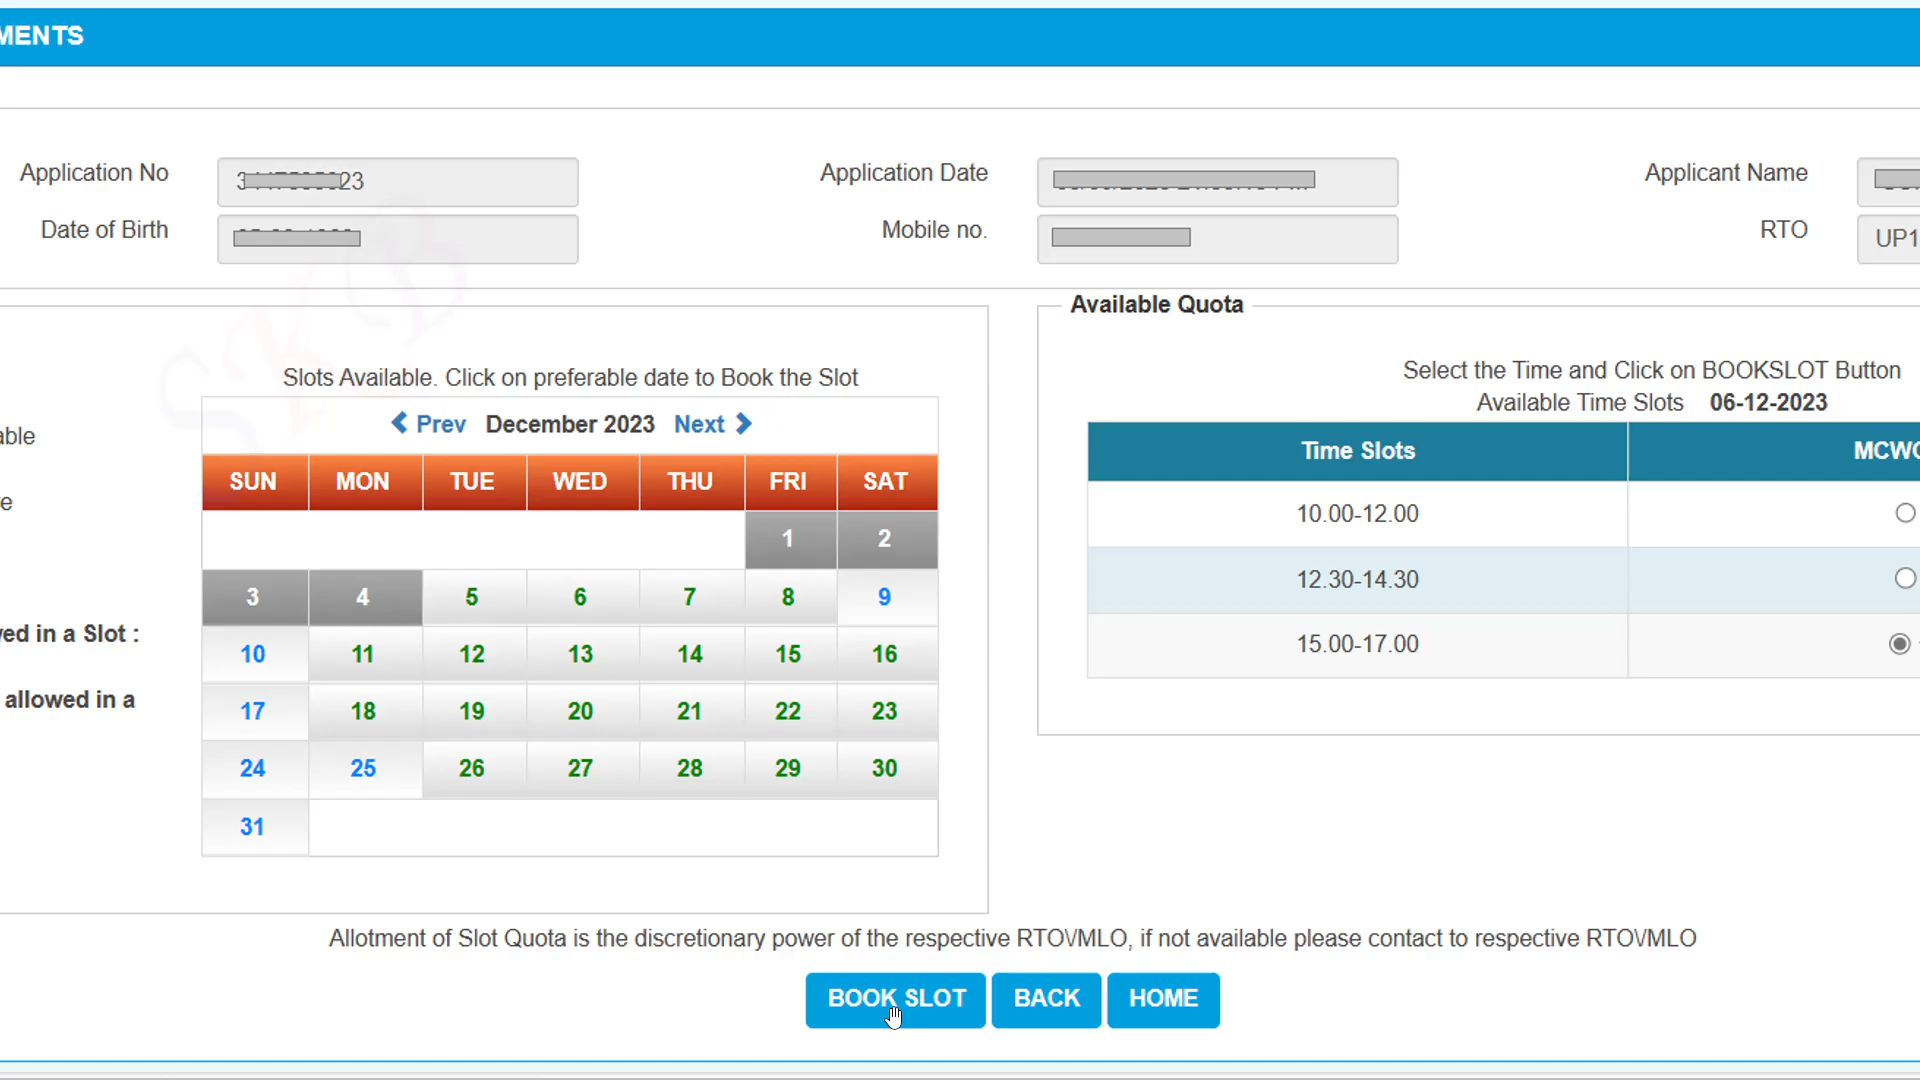 MENTS
Application No
23
Application Date
Applicant Name
Date of Birth
Mobile no.
RTO
UP1
SKB
Available Quota
Slots Available. Click on preferable date to Book the Slot
Select the Time and Click on BOOKSLOT Button
Available Time Slots 06-12-2023
Prev December 2023 Next
able
e
ved in a Slot :
allowed in a
SUN MON TUE WED THU FRI SAT
1 2
3 4 5 6 7 8 9
10 11 12 13 14 15 16
17 18 19 20 21 22 23
24 25 26 27 28 29 30
31
Time Slots MCWG
10.00-12.00
12.30-14.30
15.00-17.00
Allotment of Slot Quota is the discretionary power of the respective RTO\/MLO, if not available please contact to respective RTO\/MLO
BOOK SLOT BACK HOME